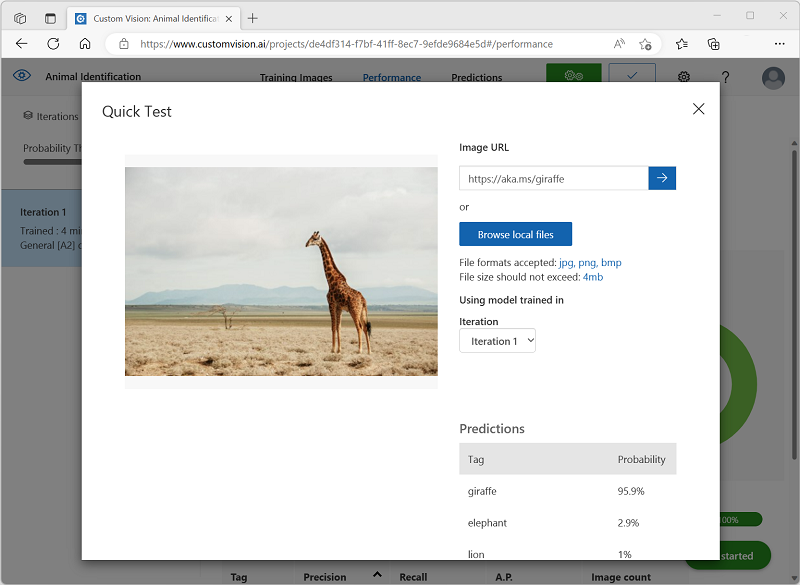 Custom Vision: Animal Identificat
https://www.customvision.ai/projects/de4df314-f7bf-41ff-8ec7-9efde9684e5d#/performance
Animal Identification
Training Images
Performance
Predictions
?
Iterations
Probability Th
Iteration 1
Trained : 4 mi
General [A2] c
Quick Test
Image URL
https://aka.ms/giraffe
or
Browse local files
File formats accepted: jpg, png, bmp
File size should not exceed: 4mb
Using model trained in
Iteration
Iteration 1
Predictions
Tag Probability
giraffe 95.9%
elephant 2.9%
lion 1%
100%
started
Tag Precision Recall A.P. Image count